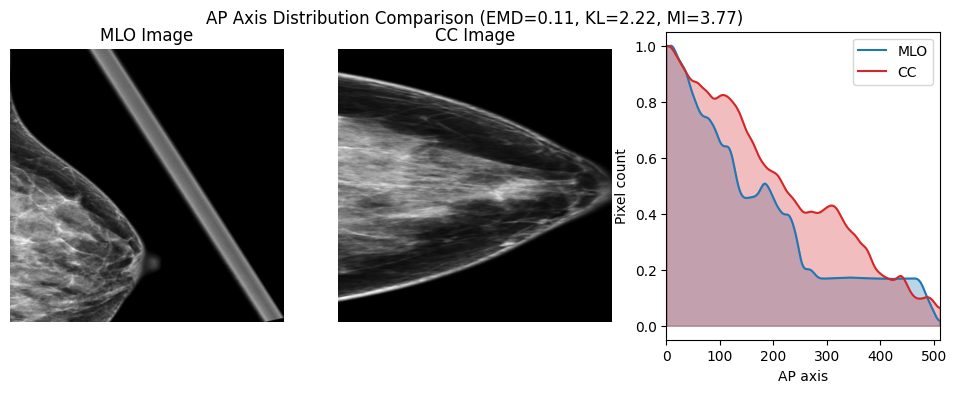 AP Axis Distribution Comparison (EMD=0.11, KL=2.22, MI=3.77)
MLO Image
CC Image
MLO
CC
1.0
0.8
0.6
0.4
0.2
0.0
Pixel count
0 100 200 300 400 500
AP axis